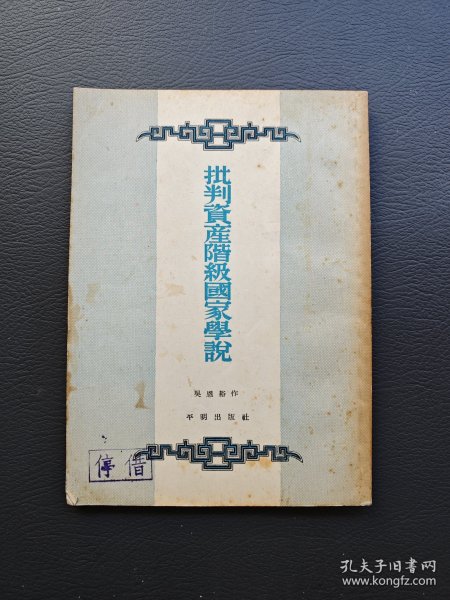 批判資産階級國家學說
吳恩裕作
平明出版社
停借
孔夫子旧书网
www.kongfz.com